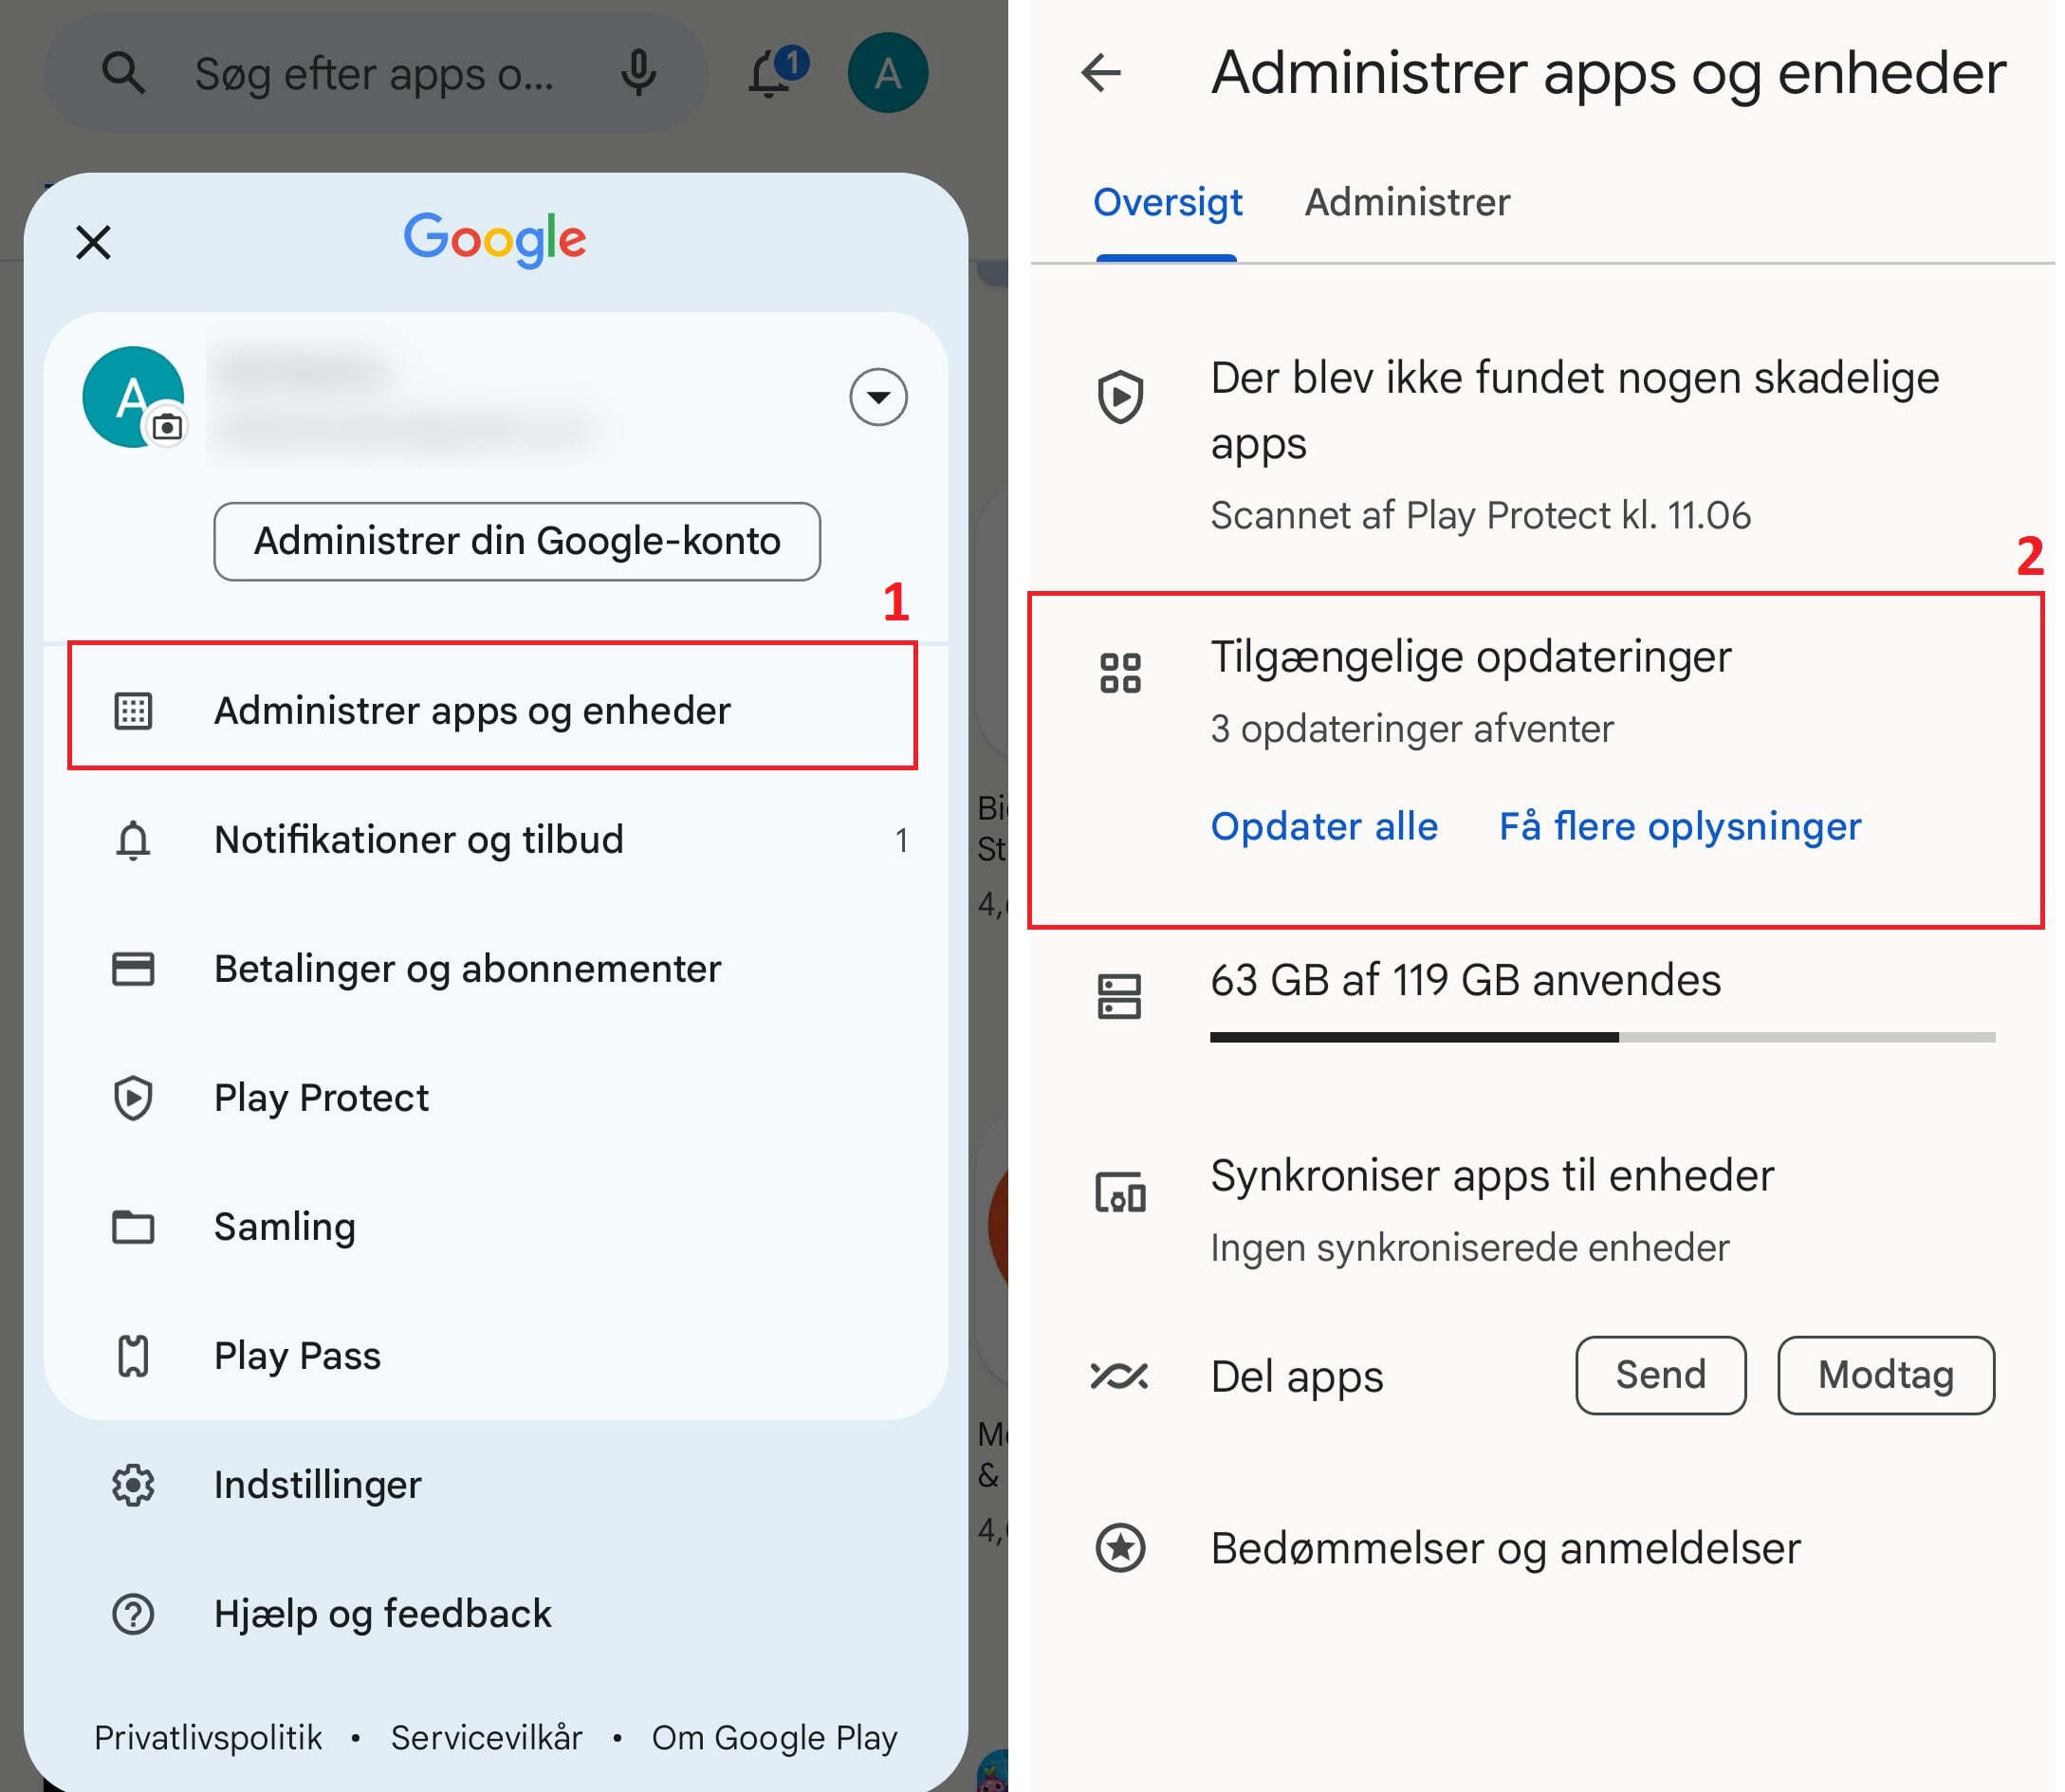 Søg efter apps o...
1
A
Google
A
Administrer din Google-konto
1
Administrer apps og enheder
Notifikationer og tilbud
1
Betalinger og abonnementer
Play Protect
Samling
Play Pass
Indstillinger
Hjælp og feedback
Privatlivspolitik • Servicevilkår • Om Google Play
St
4,
&
4,
Administrer apps og enheder
Oversigt
Administrer
Der blev ikke fundet nogen skadelige
apps
Scannet af Play Protect kl. 11.06
2
Tilgængelige opdateringer
3 opdateringer afventer
Opdater alle
Få flere oplysninger
63 GB af 119 GB anvendes
Synkroniser apps til enheder
Ingen synkroniserede enheder
Del apps
Send
Modtag
Bedømmelser og anmeldelser